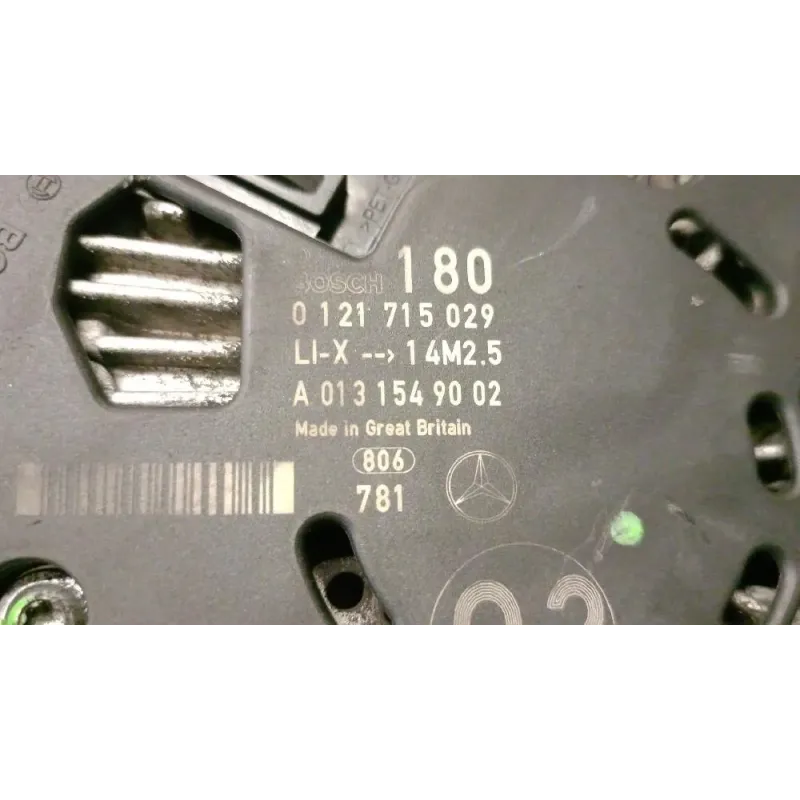 BOSCH 180
0 121 715 029
LI-X --> 14M2.5
A 013 154 90 02
Made in Great Britain
806
781
>PET-G